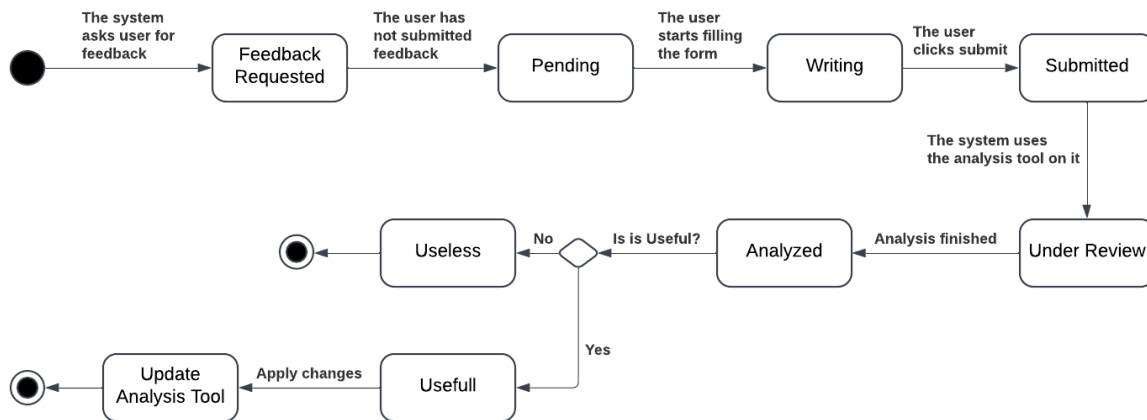 The system
asks user for
feedback
Feedback
Requested
The user has
not submitted
feedback
Pending
The user
starts filling
the form
Writing
The user
clicks submit
Submitted
The system uses
the analysis tool on it
Under Review
Analysis finished
Analyzed
Is is Useful?
No
Useless
Yes
Usefull
Apply changes
Update
Analysis Tool